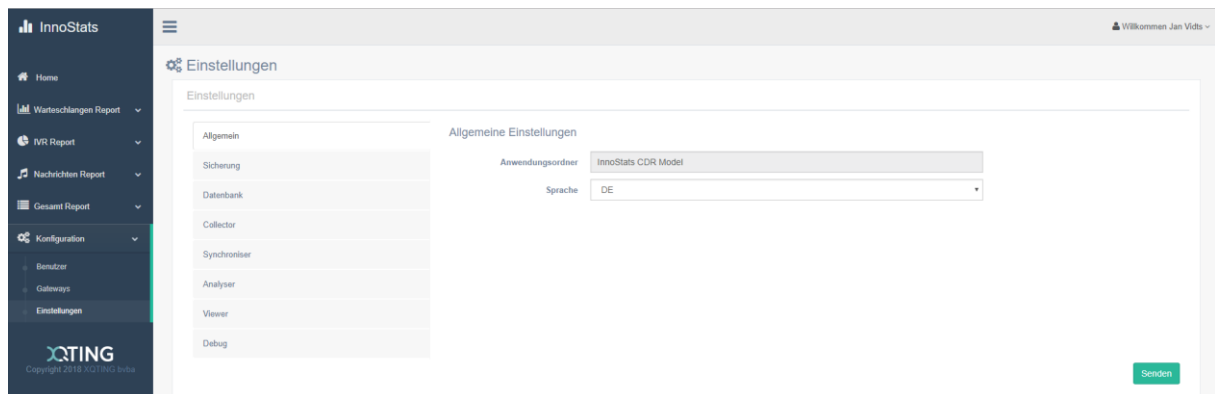 InnoStats
Willkommen Jan Vidts
Home
Warteschlangen Report
IVR Report
Nachrichten Report
Gesamt Report
Konfiguration
Benutzer
Gateways
Einstellungen
XQTING
Copyright 2018 XQTING bvba
Einstellungen
Einstellungen
Allgemein
Sicherung
Datenbank
Collector
Synchroniser
Analyser
Viewer
Debug
Allgemeine Einstellungen
Anwendungsordner InnoStats CDR Model
Sprache DE
Senden